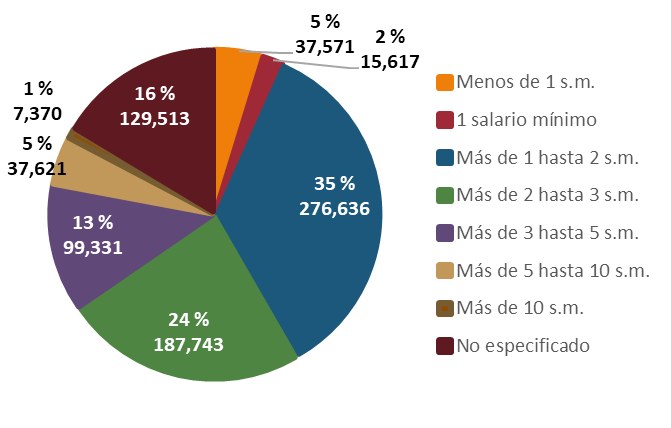 5 %
37,571
2 %
15,617
1 %
7,370
16 %
129,513
5 %
37,621
35 %
276,636
13 %
99,331
24 %
187,743
Menos de 1 s.m.
1 salario mínimo
Más de 1 hasta 2 s.m.
Más de 2 hasta 3 s.m.
Más de 3 hasta 5 s.m.
Más de 5 hasta 10 s.m.
Más de 10 s.m.
No especificado